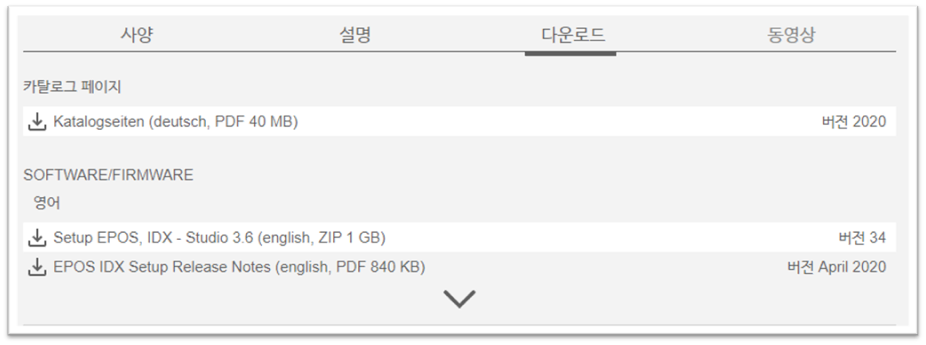 사양 설명 다운로드 동영상
카탈로그 페이지
Katalogseiten (deutsch, PDF 40 MB) 버전 2020
SOFTWARE/FIRMWARE
영어
Setup EPOS, IDX - Studio 3.6 (english, ZIP 1 GB) 버전 34
EPOS IDX Setup Release Notes (english, PDF 840 KB) 버전 April 2020